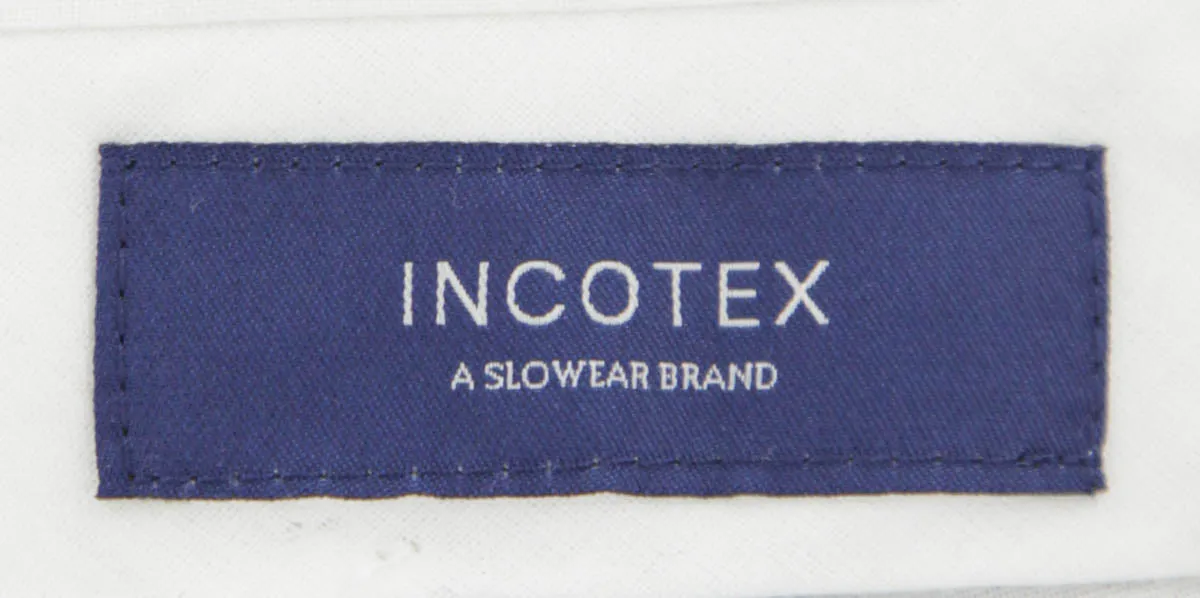 INCOTEX
A SLOWEAR BRAND